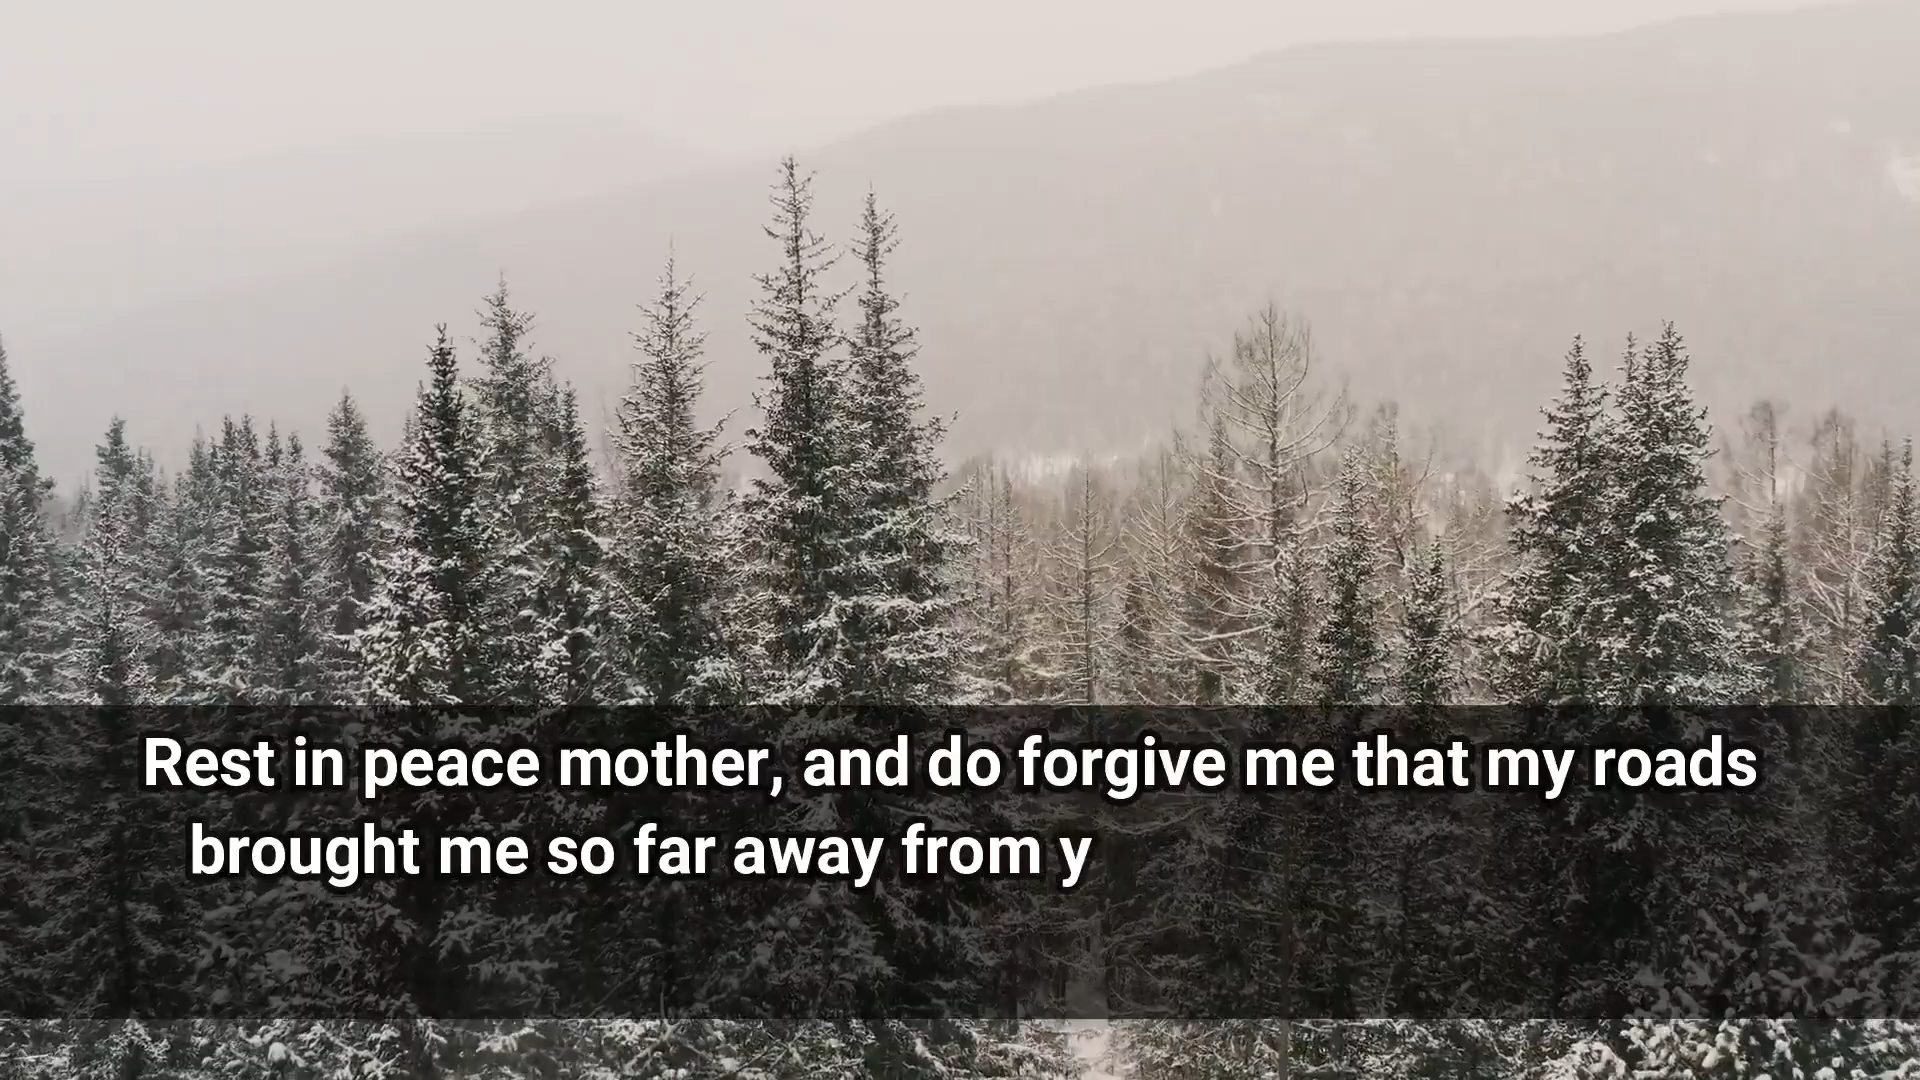 Rest in peace mother, and do forgive me that my roads
brought me so far away from y